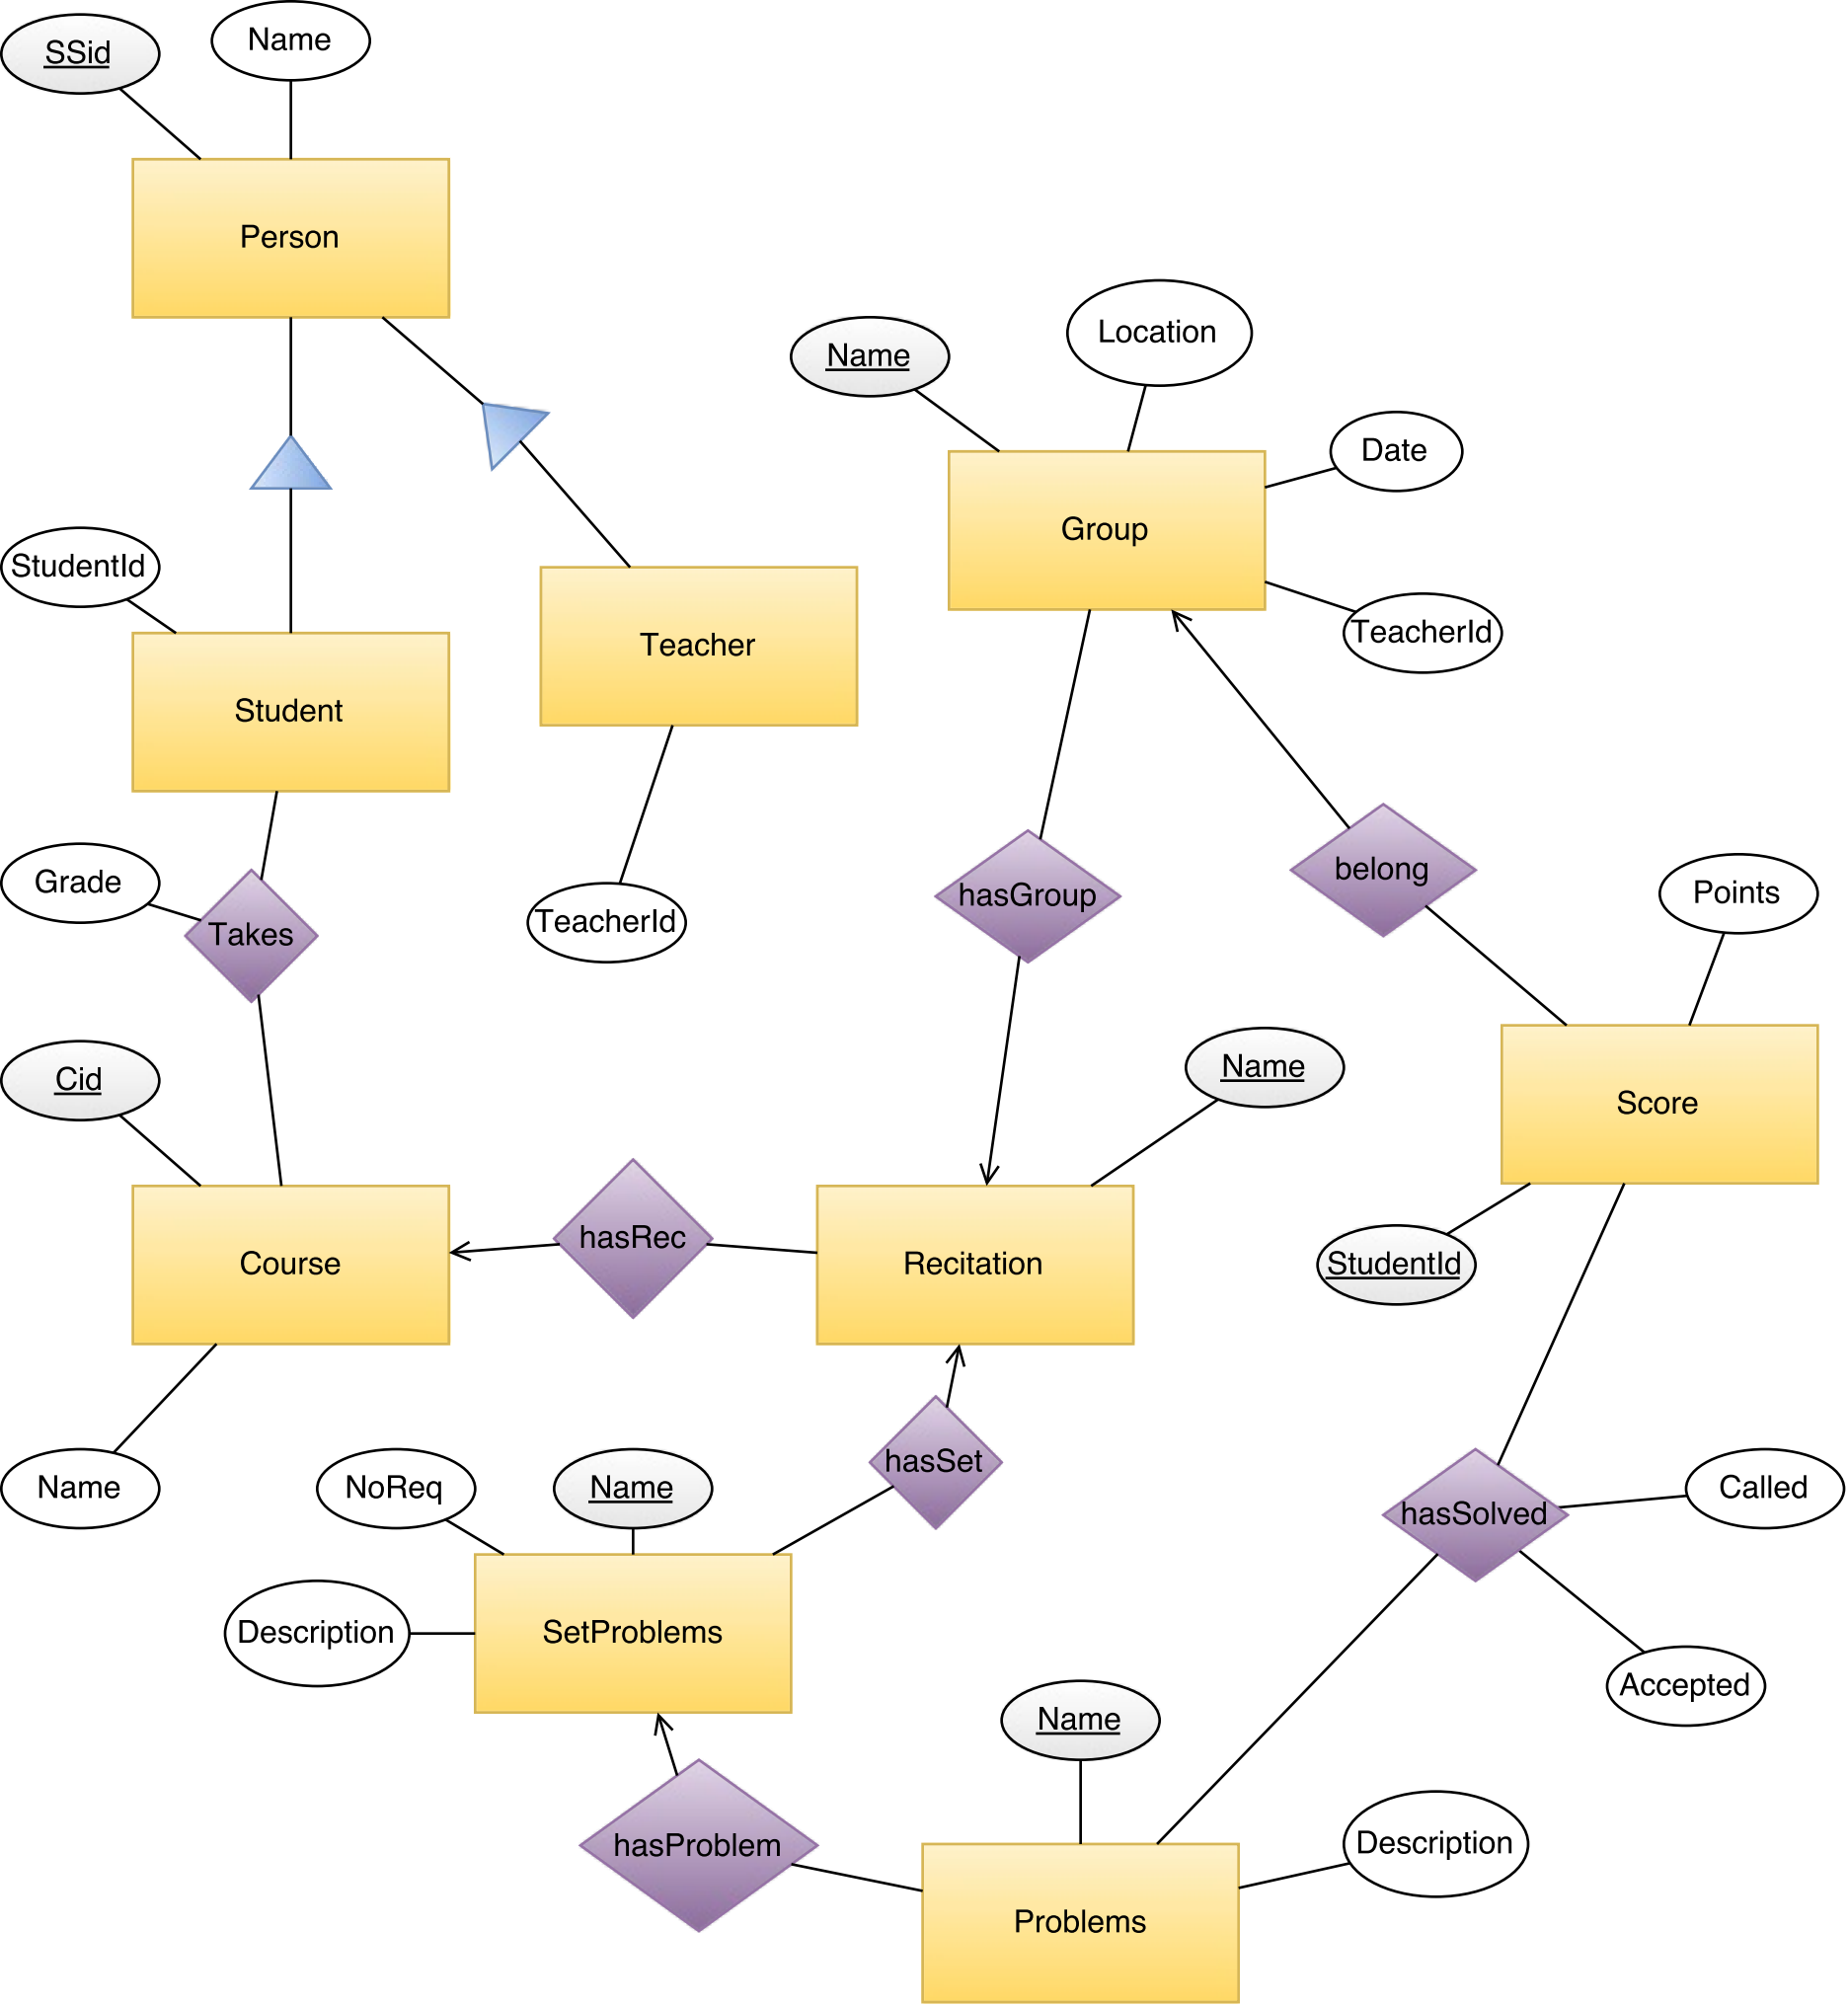 SSid
Name
Person
Location
Name
Date
Group
StudentId
TeacherId
Teacher
Student
belong
Grade
hasGroup
Points
TeacherId
Takes
Name
Cid
Score
hasRec
Course
Recitation
StudentId
hasSet
Name
NoReq
Name
Called
hasSolved
Description
SetProblems
Accepted
Name
hasProblem
Description
Problems